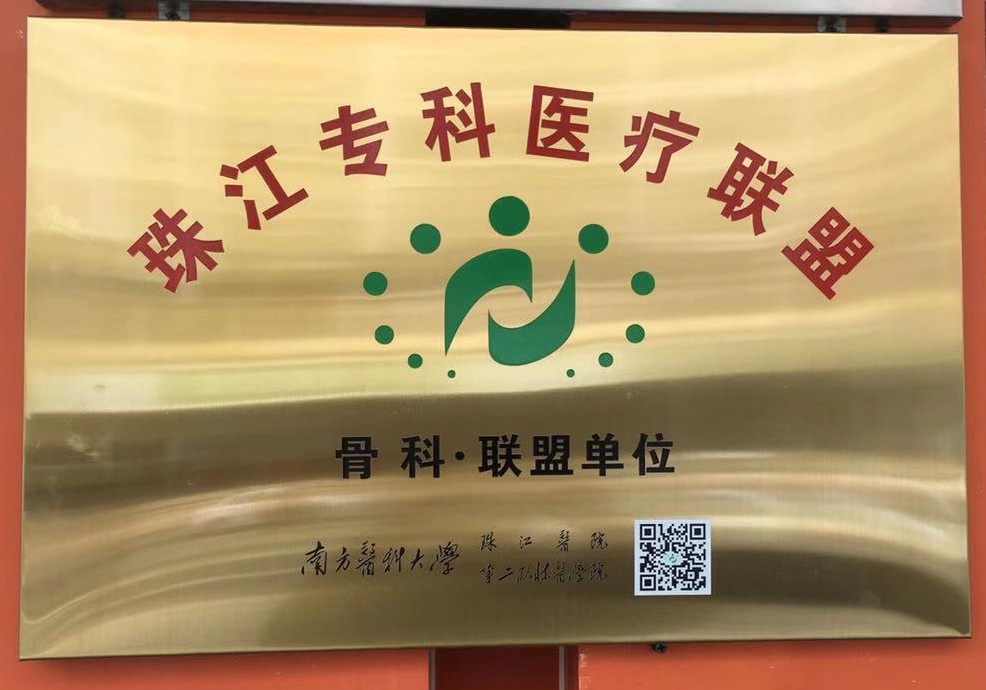 珠江专科医疗联盟
骨科·联盟单位
南方醫科大學
珠江醫院
第二臨牀醫學院